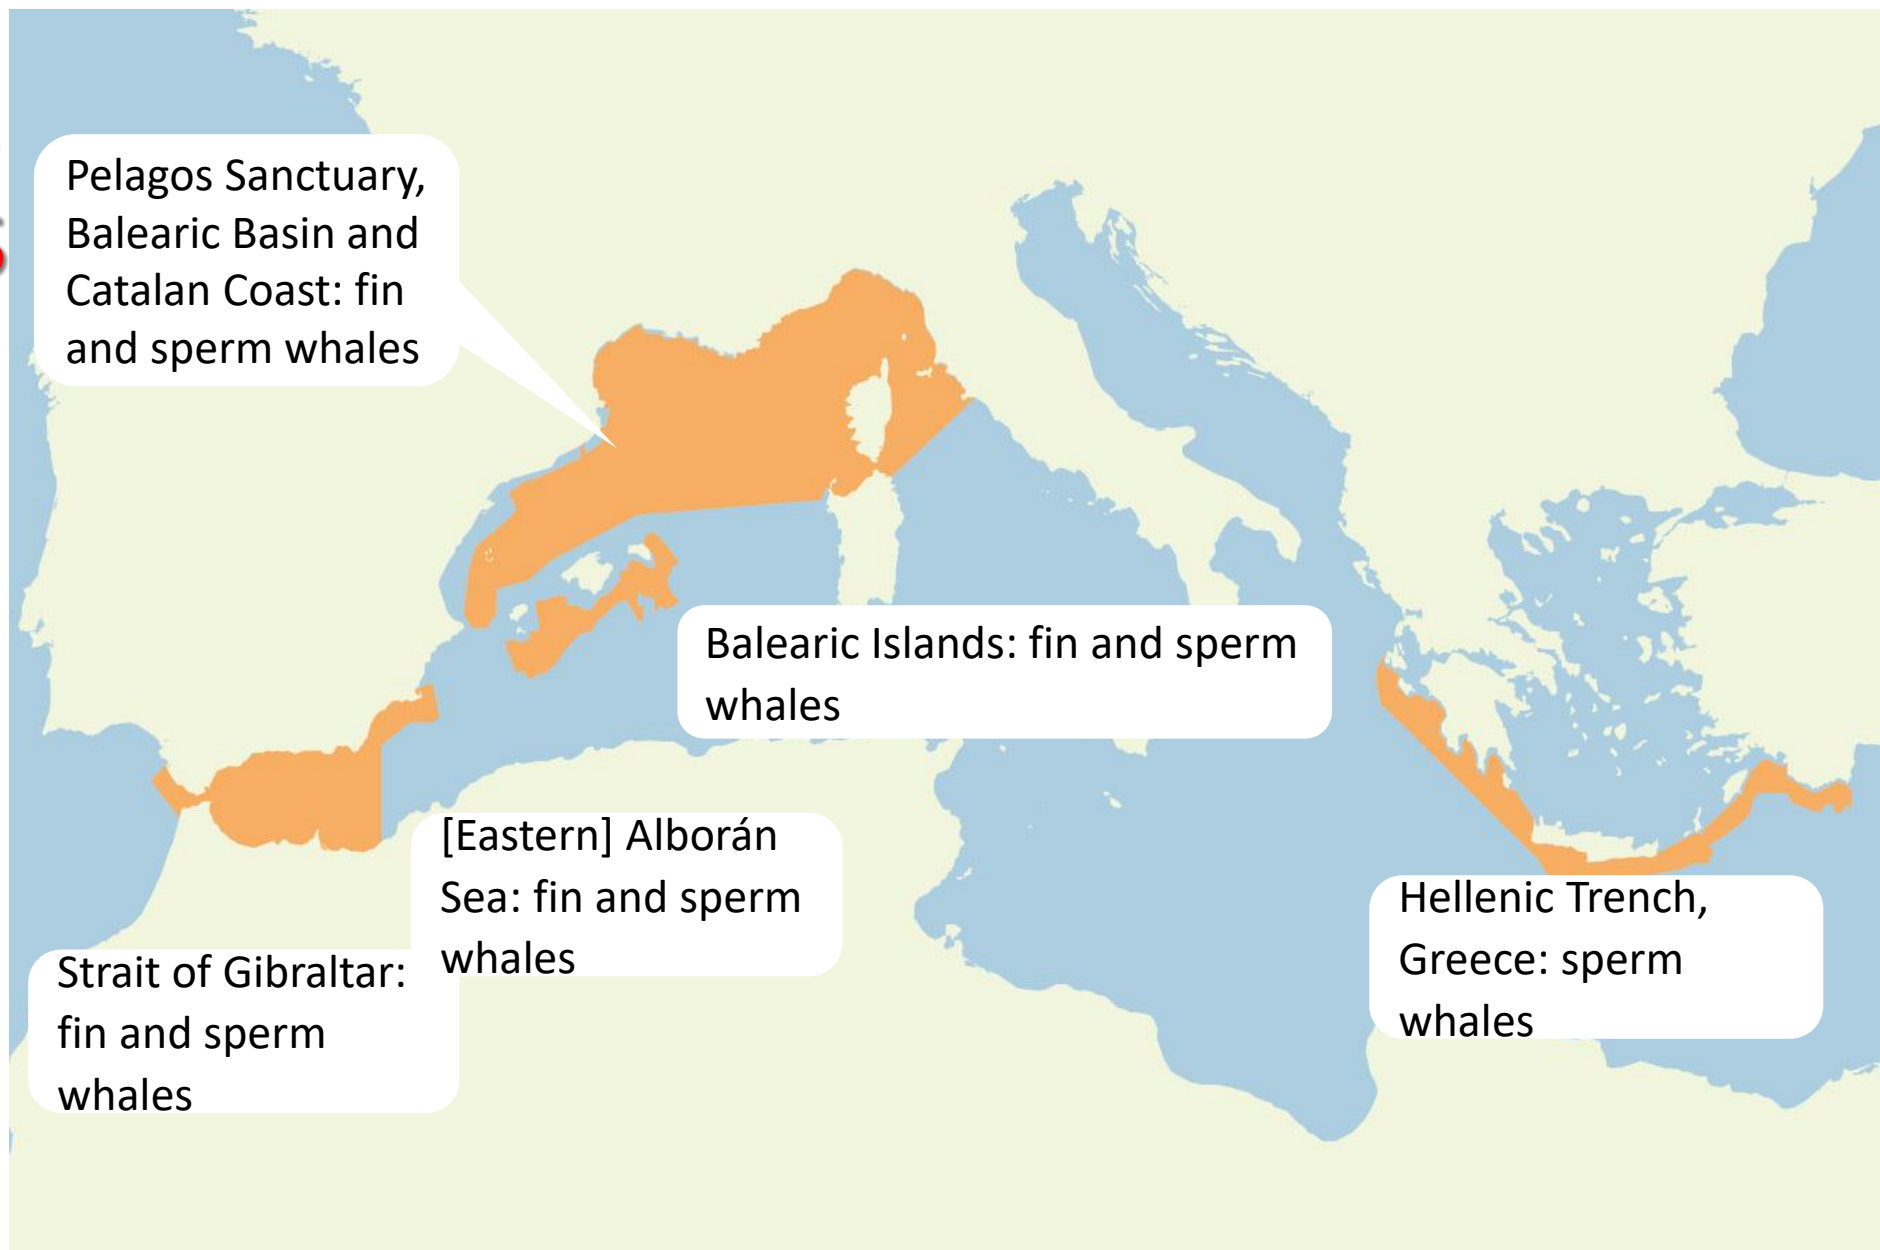 Pelagos Sanctuary,
Balearic Basin and
Catalan Coast: fin
and sperm whales
Balearic Islands: fin and sperm
whales
[Eastern] Alborán
Sea: fin and sperm
whales
Strait of Gibraltar:
fin and sperm
whales
Hellenic Trench,
Greece: sperm
whales